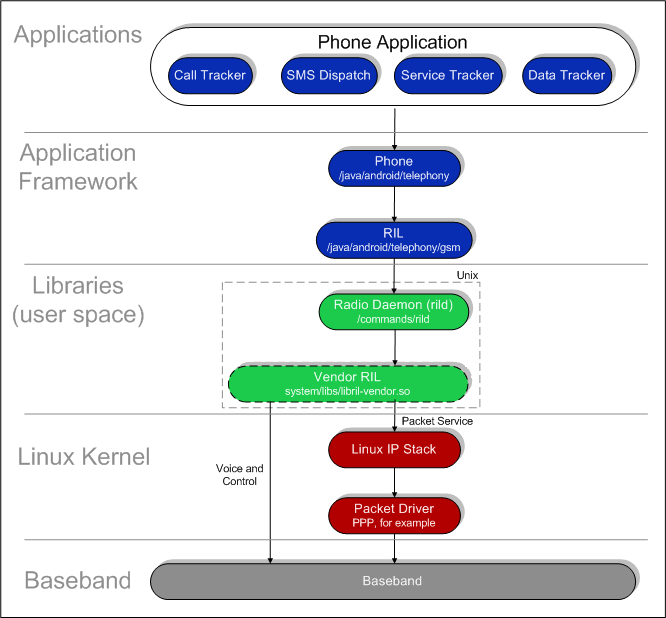 Applications
Phone Application
Call Tracker
SMS Dispatch
Service Tracker
Data Tracker
Application
Framework
Phone
/java/android/telephony
RIL
/java/android/telephony/gsm
Libraries
(user space)
Unix
Radio Daemon (rild)
/commands/rild
Vendor RIL
system/libs/libril-vendor.so
Packet Service
Linux Kernel
Linux IP Stack
Voice and
Control
Packet Driver
PPP, for example
Baseband
Baseband